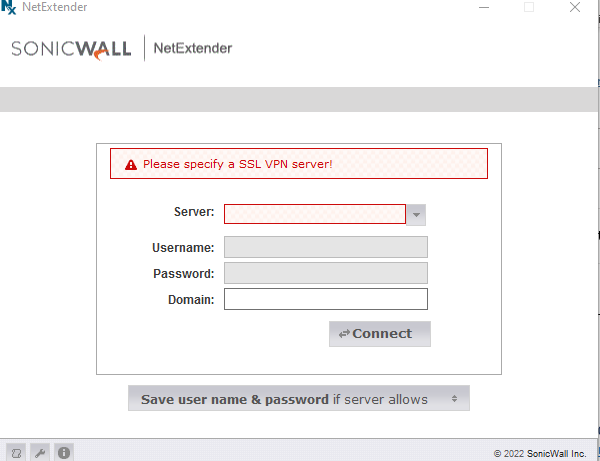 NetExtender
SONICWALL | NetExtender
Please specify a SSL VPN server!
Server:
Username:
Password:
Domain:
Connect
Save user name & password if server allows
© 2022 SonicWall Inc.